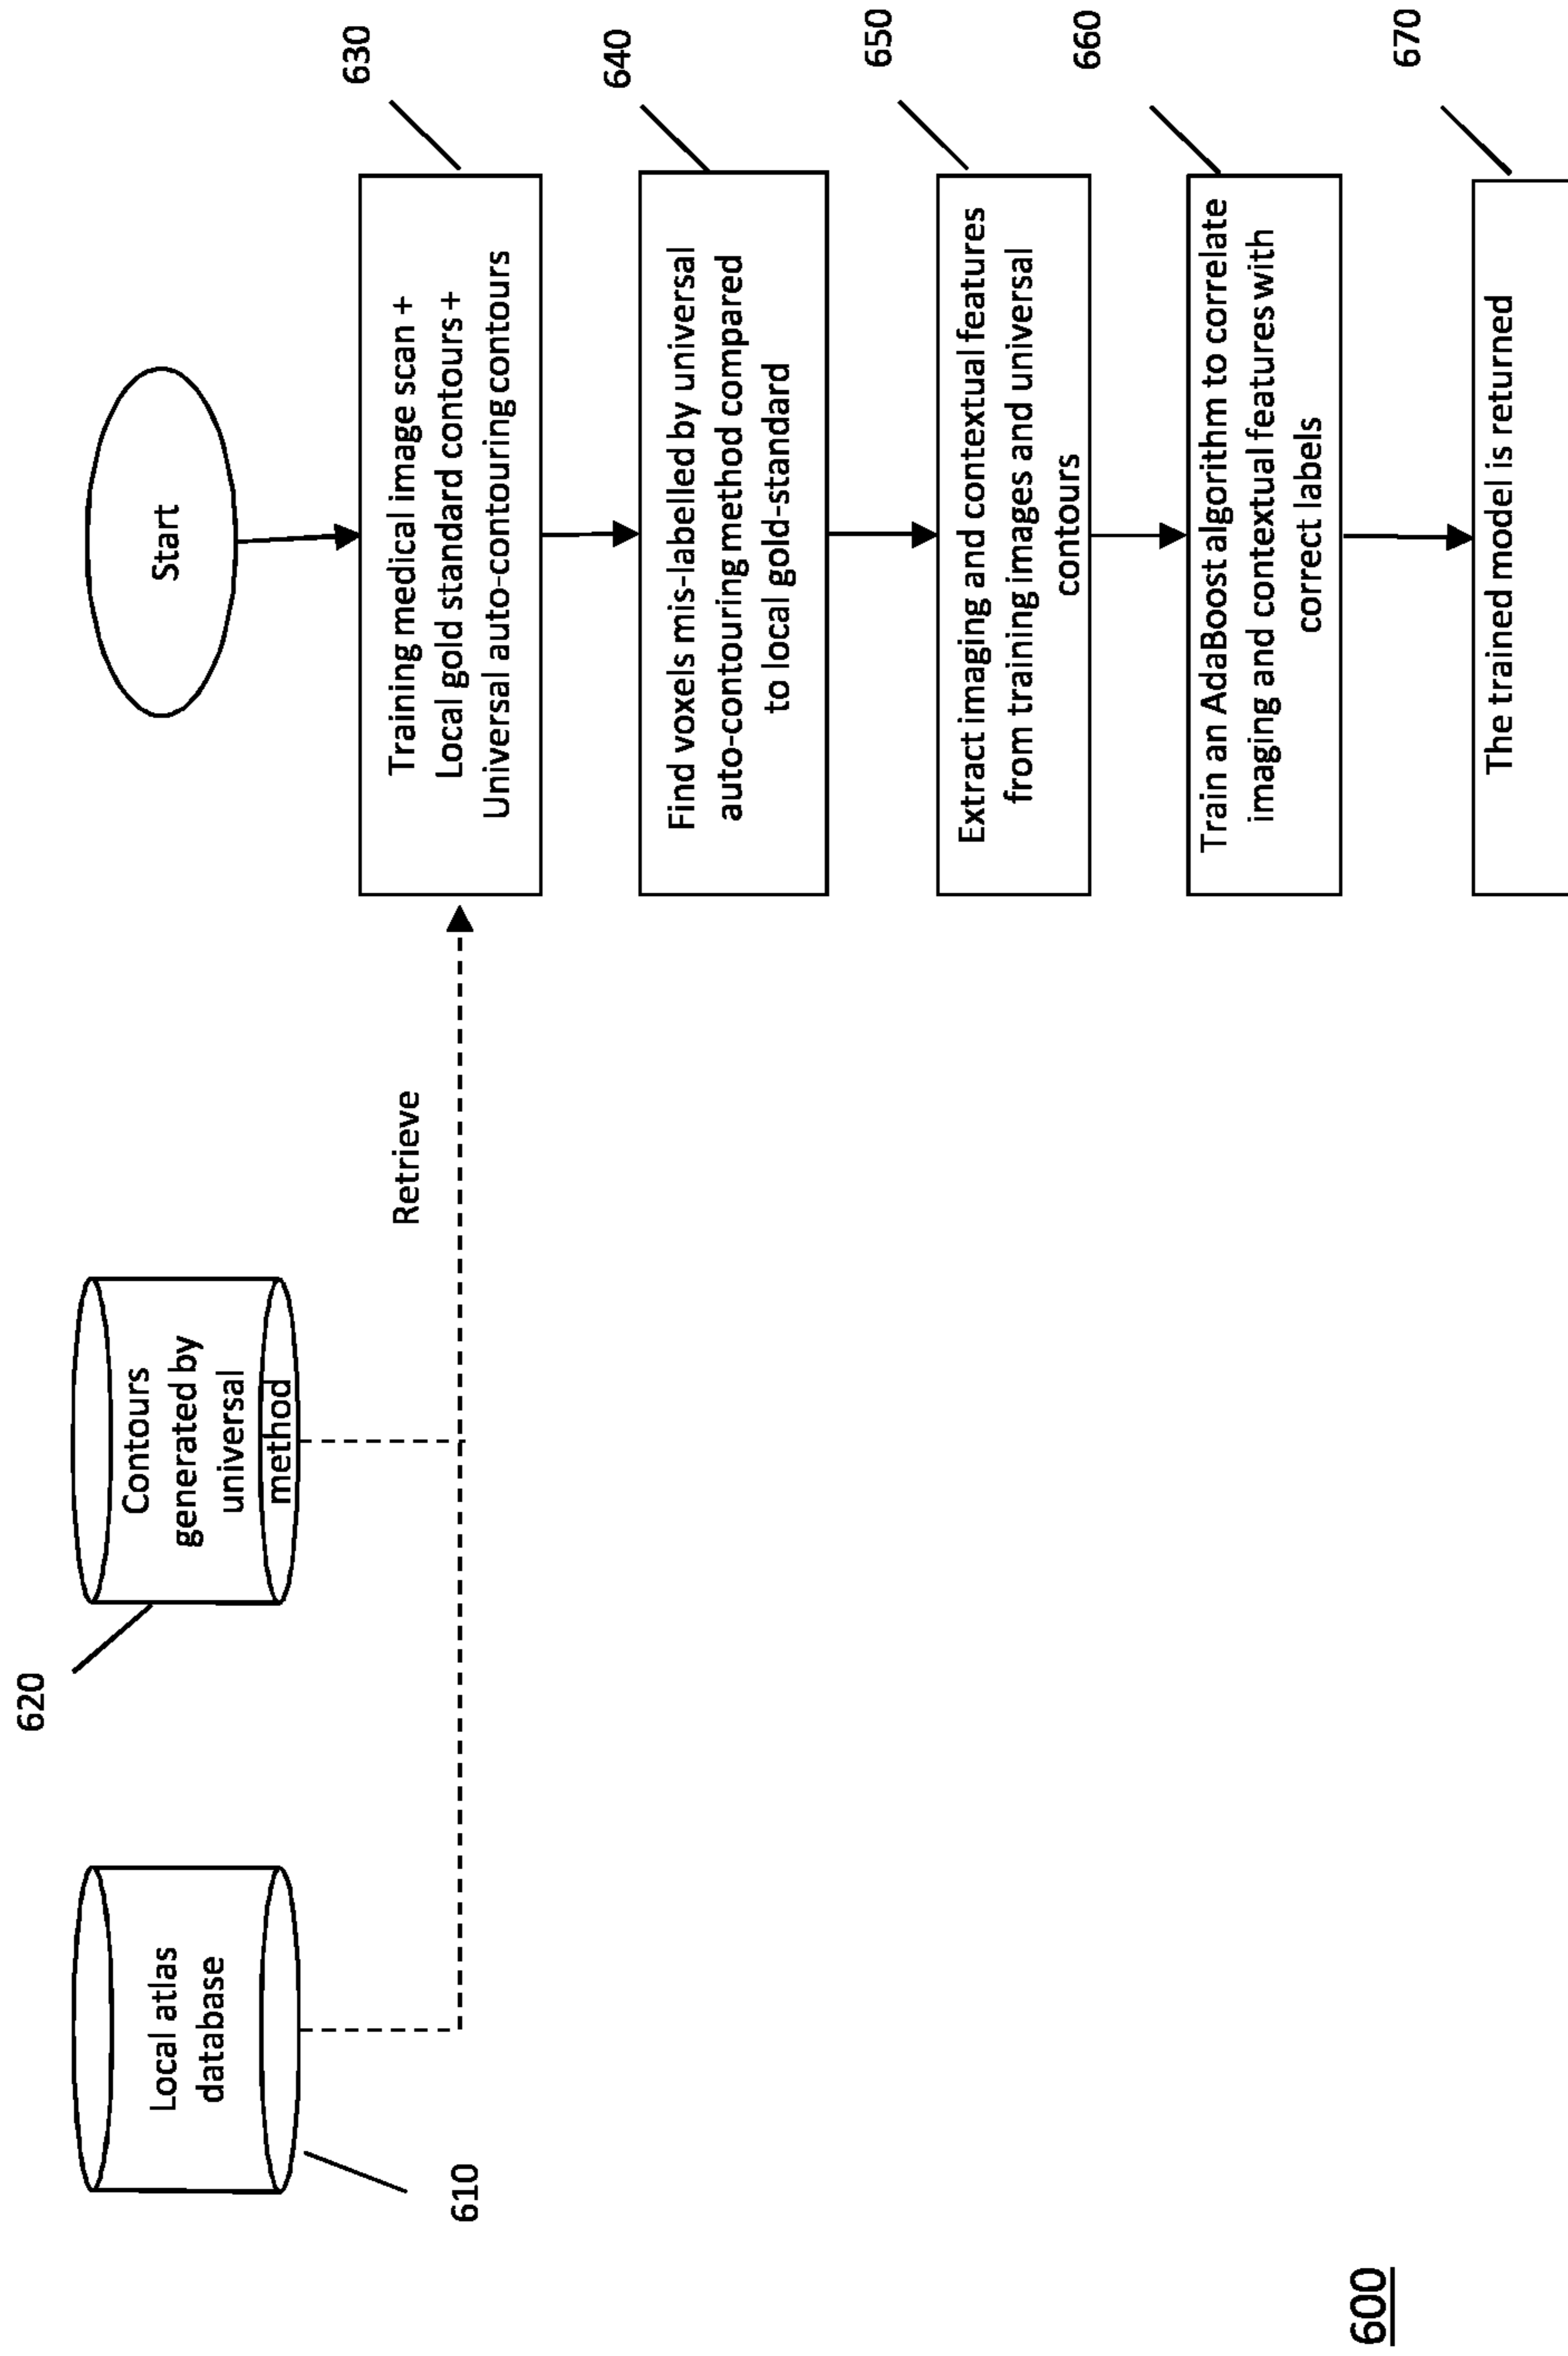 Start
630
Training medical image scan +
Local gold standard contours +
Universal auto-contouring contours
640
Find voxels mis-labelled by universal
auto-contouring method compared
to local gold-standard
650
Extract imaging and contextual features
from training images and universal
contours
660
Train an AdaBoost algorithm to correlate
imaging and contextual features with
correct labels
670
The trained model is returned
Retrieve
620
Contours
generated by
universal
method
Local atlas
database
610
600